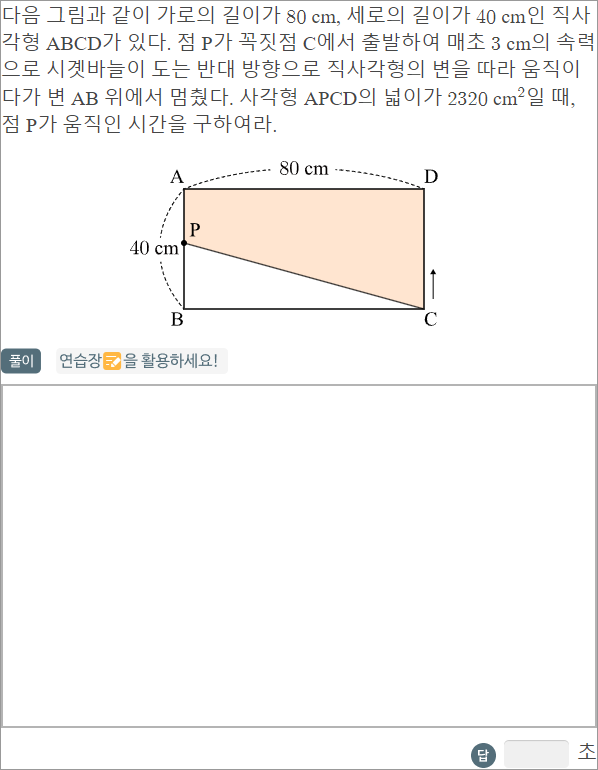 다음 그림과 같이 가로의 길이가 80 cm, 세로의 길이가 40 cm인 직사
각형 ABCD가 있다. 점 P가 꼭짓점 C에서 출발하여 매초 3 cm의 속력
으로 시곗바늘이 도는 반대 방향으로 직사각형의 변을 따라 움직이
다가 변 AB 위에서 멈췄다. 사각형 APCD의 넓이가 2320 cm²일 때,
점 P가 움직인 시간을 구하여라.
80 cm
A
D
P
40 cm
B
C
풀이 연습장을 활용하세요!
답 초